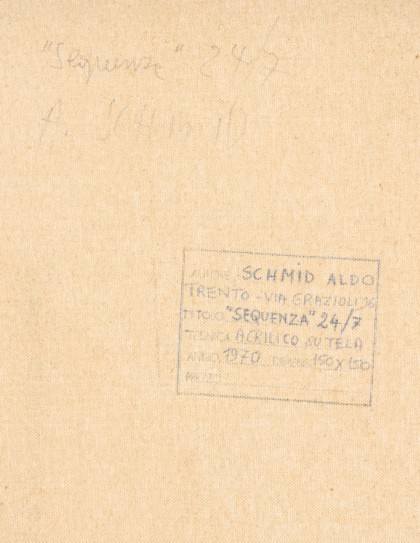 "Sequenza" 24/7
A. SCHMID
AUTORE SCHMID ALDO
TRENTO - VIA GRAZIOLI
TITOLO "SEQUENZA" 24/7
TECNICA ACRILICO SU TELA
ANNO 1970 DIMENS. 150 X 150
PREZZO